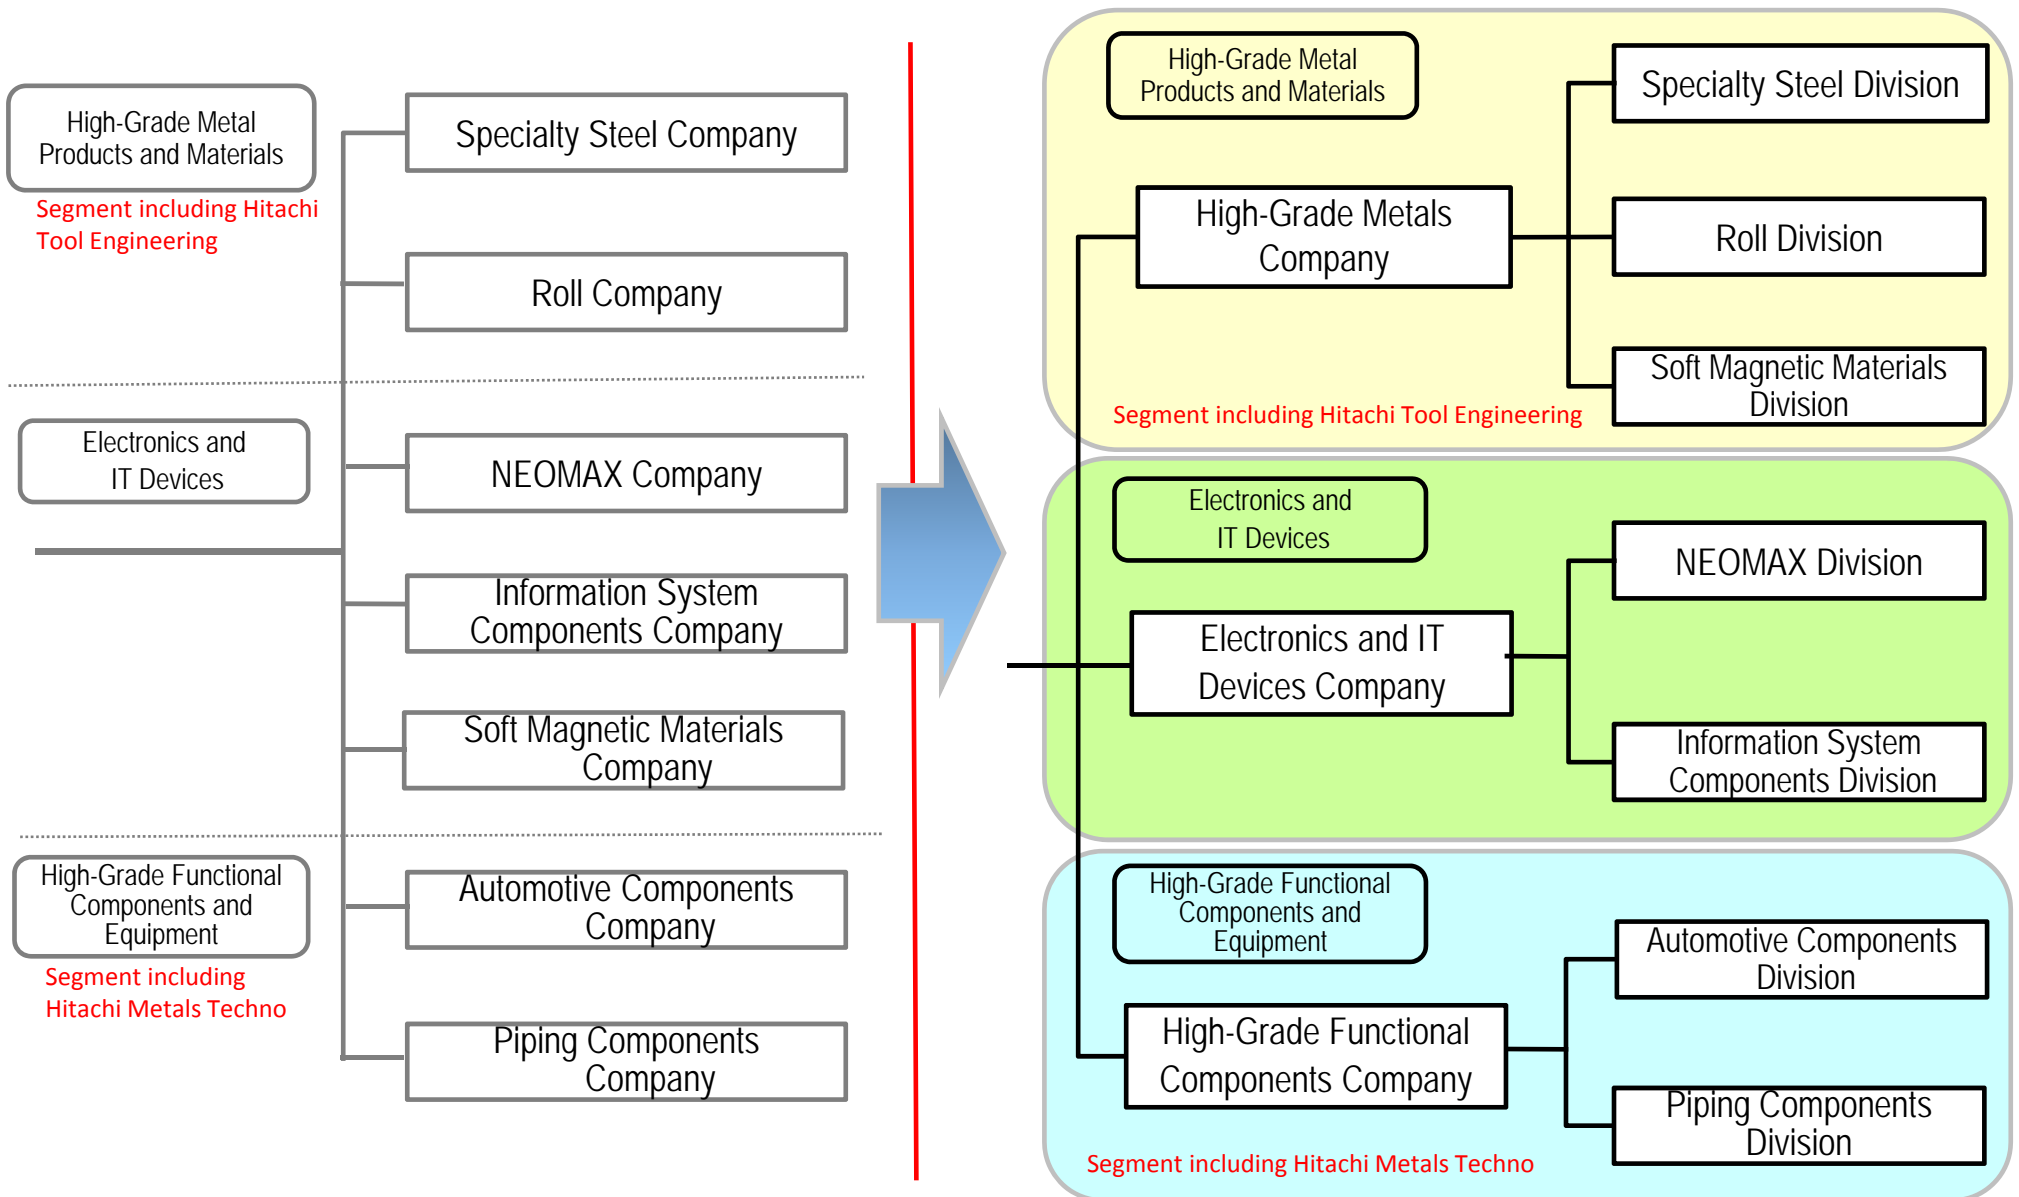 High-Grade Metal
Products and Materials
Segment including Hitachi
Tool Engineering
Specialty Steel Company
Roll Company
Electronics and
IT Devices
NEOMAX Company
Information System
Components Company
Soft Magnetic Materials
Company
High-Grade Functional
Components and
Equipment
Segment including
Hitachi Metals Techno
Automotive Components
Company
Piping Components
Company
High-Grade Metal
Products and Materials
High-Grade Metals
Company
Specialty Steel Division
Roll Division
Soft Magnetic Materials
Division
Segment including Hitachi Tool Engineering
Electronics and
IT Devices
Electronics and IT
Devices Company
NEOMAX Division
Information System
Components Division
High-Grade Functional
Components and
Equipment
High-Grade Functional
Components Company
Automotive Components
Division
Piping Components
Division
Segment including Hitachi Metals Techno